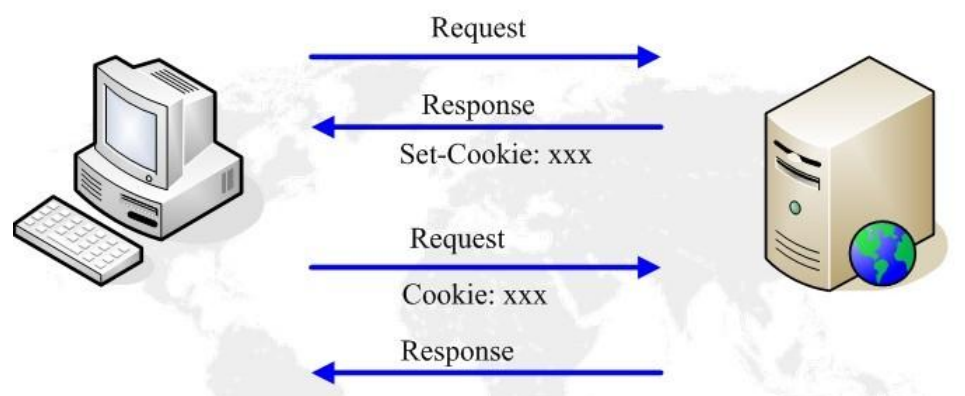 Request
Response
Set-Cookie: xxx
Request
Cookie: xxx
Response